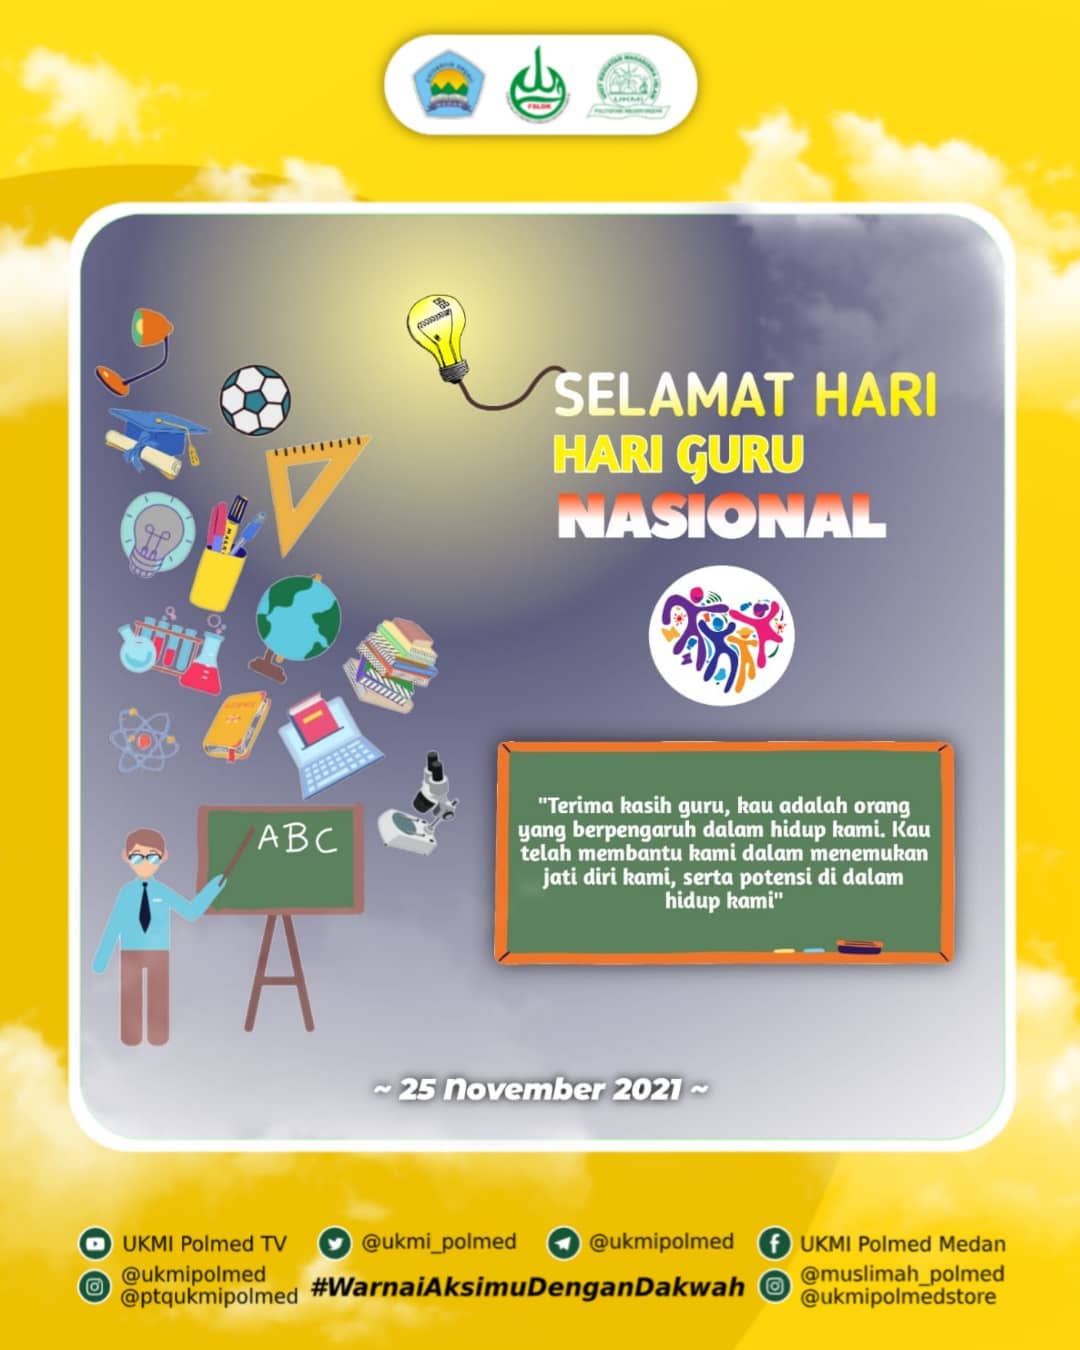 FSLDK
SELAMAT HARI
HARI GURU
NASIONAL
ABC
"Terima kasih guru, kau adalah orang
yang berpengaruh dalam hidup kami. Kau
telah membantu kami dalam menemukan
jati diri kami, serta potensi di dalam
hidup kami"
~ 25 November 2021 ~
UKMI Polmed TV
@ukmi_polmed
@ukmipolmed
UKMI Polmed Medan
@ukmipolmed
@ptqukmipolmed
#WarnaiAksimuDenganDakwah
@muslimah_polmed
@ukmipolmedstore